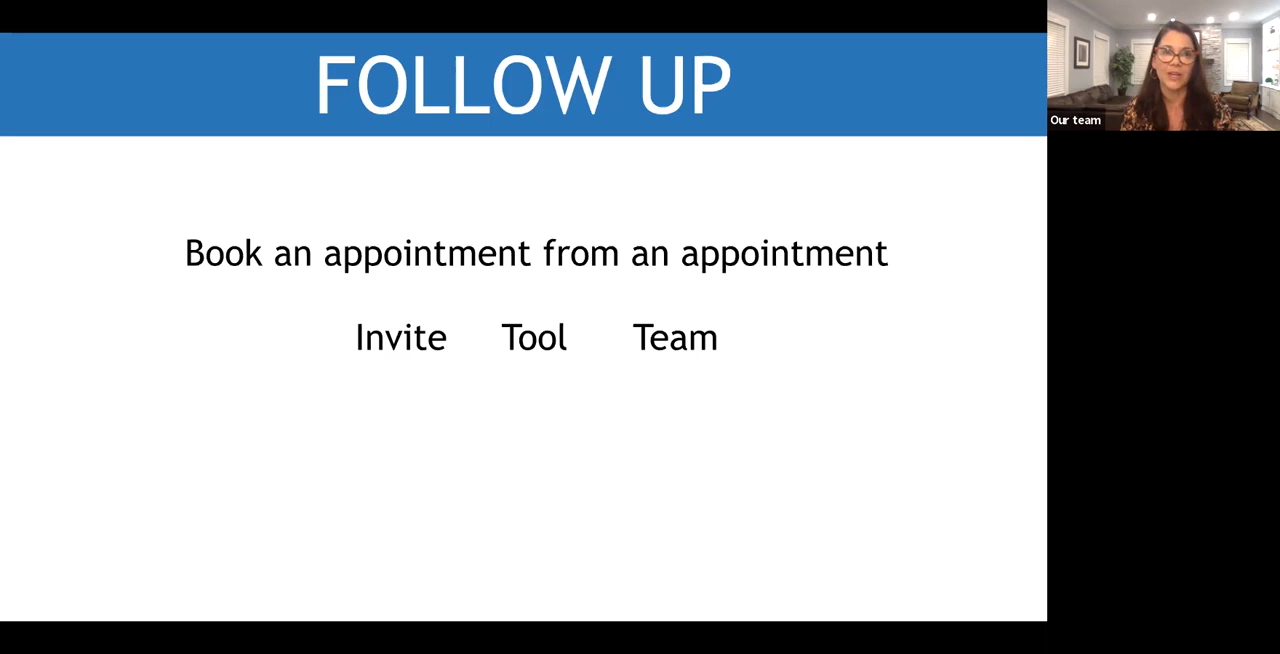 FOLLOW UP
Book an appointment from an appointment
Invite Tool Team
Our team